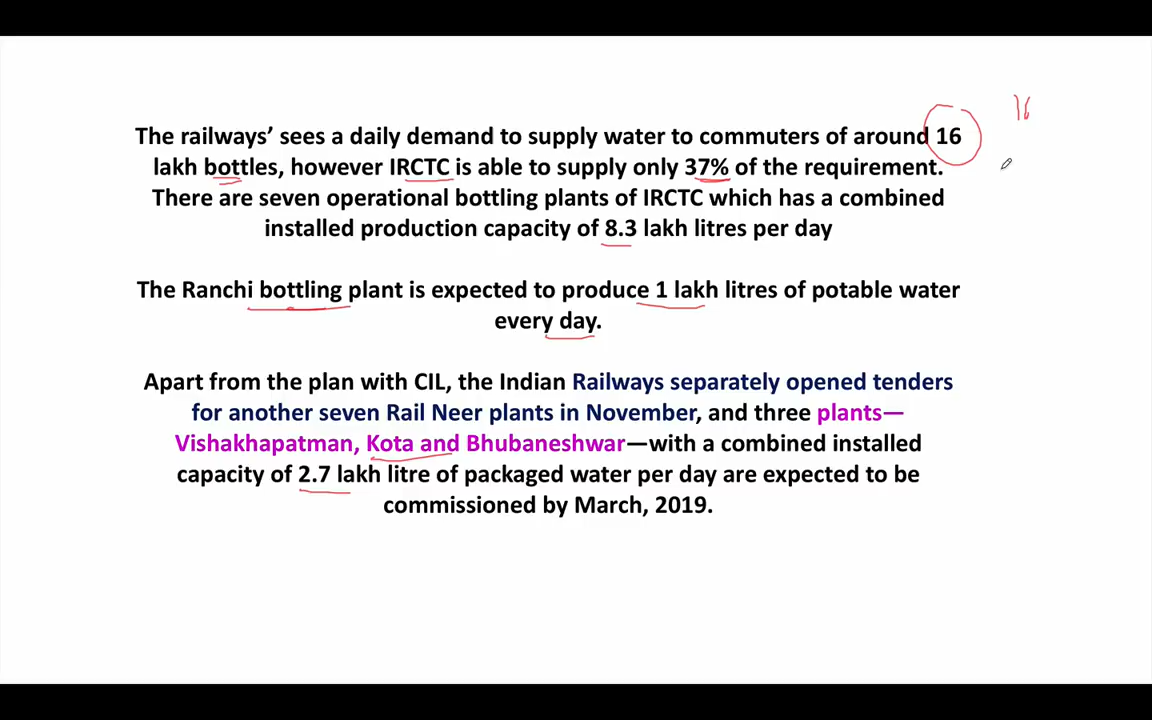 16
The railways’ sees a daily demand to supply water to commuters of around 16
lakh bottles, however IRCTC is able to supply only 37% of the requirement.
There are seven operational bottling plants of IRCTC which has a combined
installed production capacity of 8.3 lakh litres per day
The Ranchi bottling plant is expected to produce 1 lakh litres of potable water
every day.
Apart from the plan with CIL, the Indian Railways separately opened tenders
for another seven Rail Neer plants in November, and three plants—
Vishakhapatman, Kota and Bhubaneshwar—with a combined installed
capacity of 2.7 lakh litre of packaged water per day are expected to be
commissioned by March, 2019.